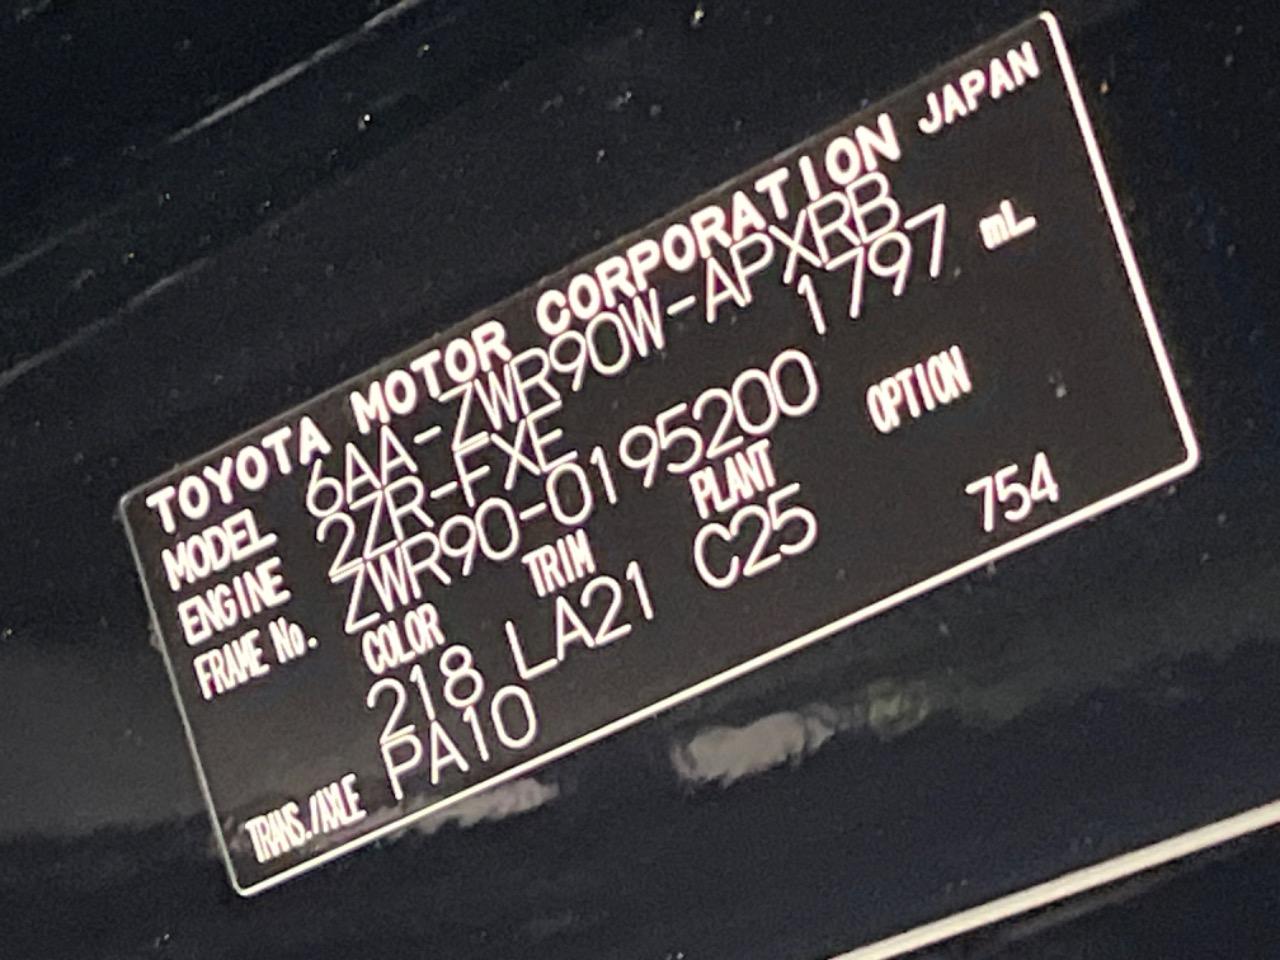 TOYOTA MOTOR CORPORATION JAPAN
MODEL 6AA-ZWR90W-APXRB
ENGINE 2ZR-FXE 1797 mL
FRAME No. ZWR90-0195200
COLOR TRIM PLANT OPTION
218 LA21 C25 754
TRANS./AXLE PA10